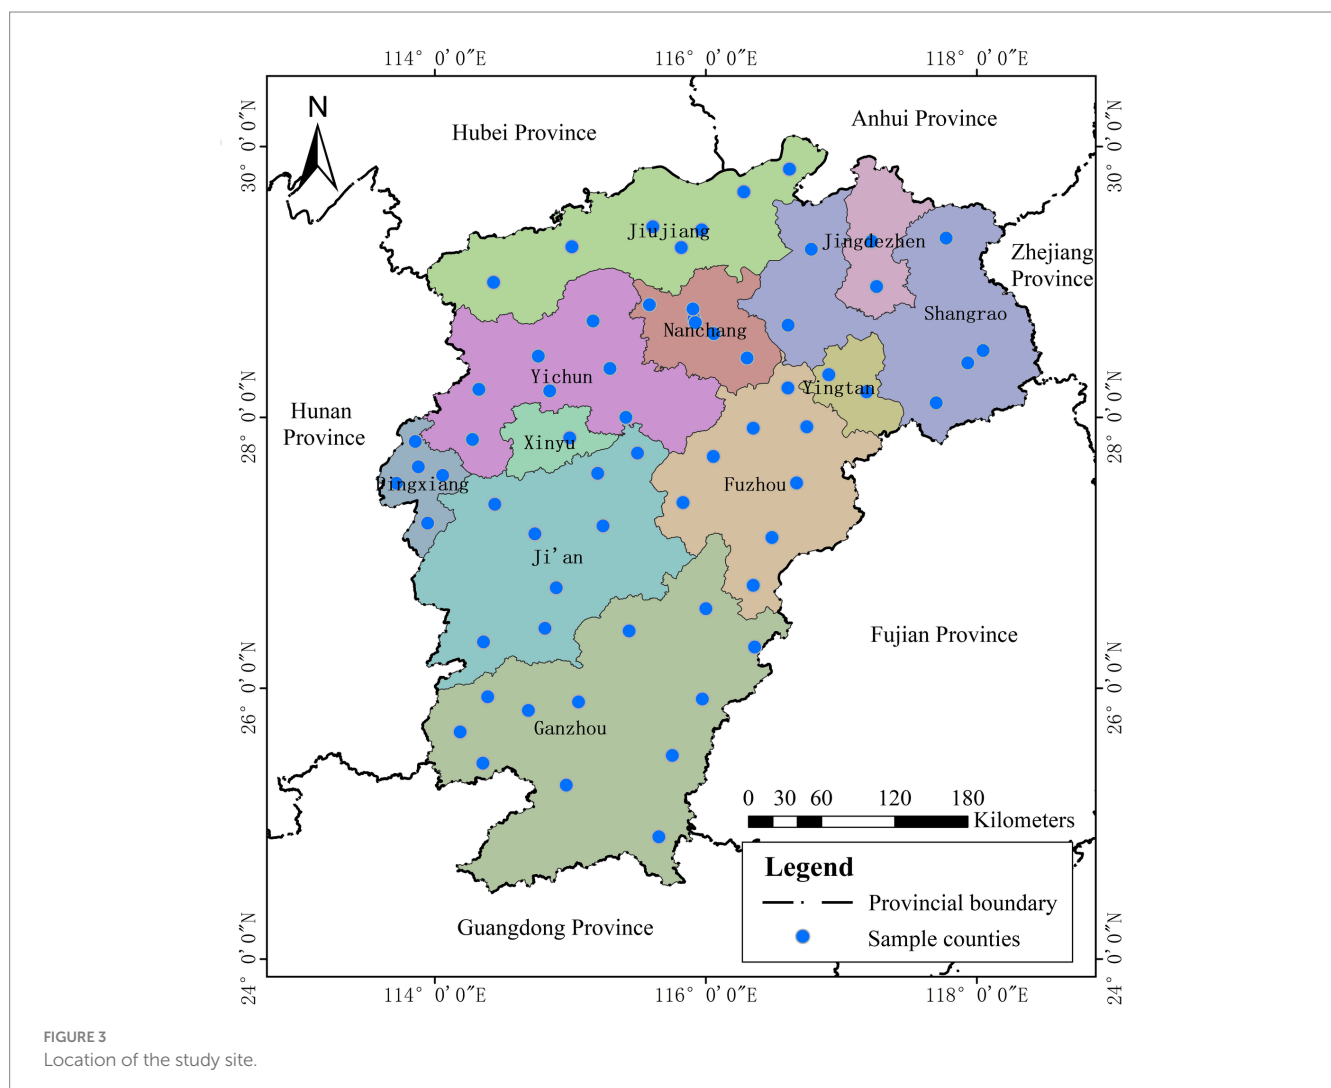 114° 0′0″E 116° 0′0″E 118° 0′0″E
N
30° 0′0″N
30° 0′0″N
Hubei Province
Anhui Province
Jiujiang
Jingdezhen
Zhejiang
Province
Shangrao
Nanchang
Yichun
Yingtan
28° 0′0″N
28° 0′0″N
Hunan
Province
Xinyu
Pingxiang
Fuzhou
Ji'an
Fujian Province
26° 0′0″N
26° 0′0″N
Ganzhou
0 30 60 120 180
Kilometers
Legend
Provincial boundary
Sample counties
Guangdong Province
24° 0′0″N
24° 0′0″N
114° 0′0″E 116° 0′0″E 118° 0′0″E
FIGURE 3
Location of the study site.